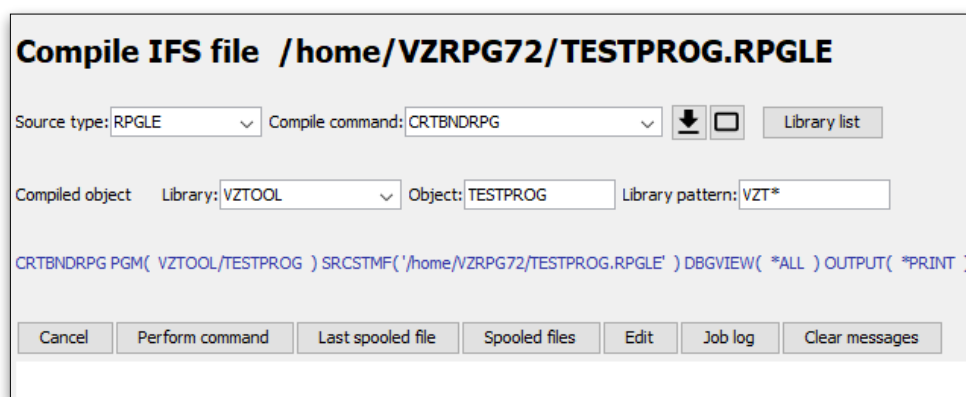 Compile IFS file /home/VZRPG72/TESTPROG.RPGLE
Source type: RPGLE Compile command: CRTBNDRPG Library list
Compiled object Library: VZTOOL Object: TESTPROG Library pattern: VZT*
CRTBNDRPG PGM( VZTOOL/TESTPROG ) SRCSTMF('/home/VZRPG72/TESTPROG.RPGLE' ) DBGVIEW( *ALL ) OUTPUT( *PRINT )
Cancel Perform command Last spooled file Spooled files Edit Job log Clear messages